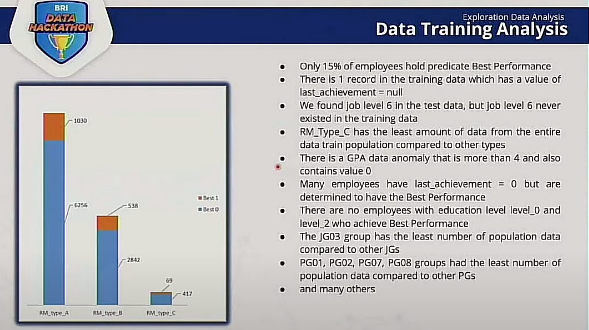 BRI
DATA
HACKATHON
Exploration Data Analysis
Data Training Analysis
1030
6256
538
2842
69
417
Best 1
Best 0
RM_type_A
RM_type_B
RM_type_C
• Only 15% of employees hold predicate Best Performance
• There is 1 record in the training data which has a value of
last_achievement = null
• We found job level 6 in the test data, but job level 6 never
existed in the training data
• RM_Type_C has the least amount of data from the entire
data train population compared to other types
• There is a GPA data anomaly that is more than 4 and also
contains value 0
• Many employees have last_achievement = 0 but are
determined to have the Best Performance
• There are no employees with education level level_0 and
level_2 who achieve Best Performance
• The JG03 group has the least number of population data
compared to other JGs
• PG01, PG02, PG07, PG08 groups had the least number of
population data compared to other PGs
• and many others